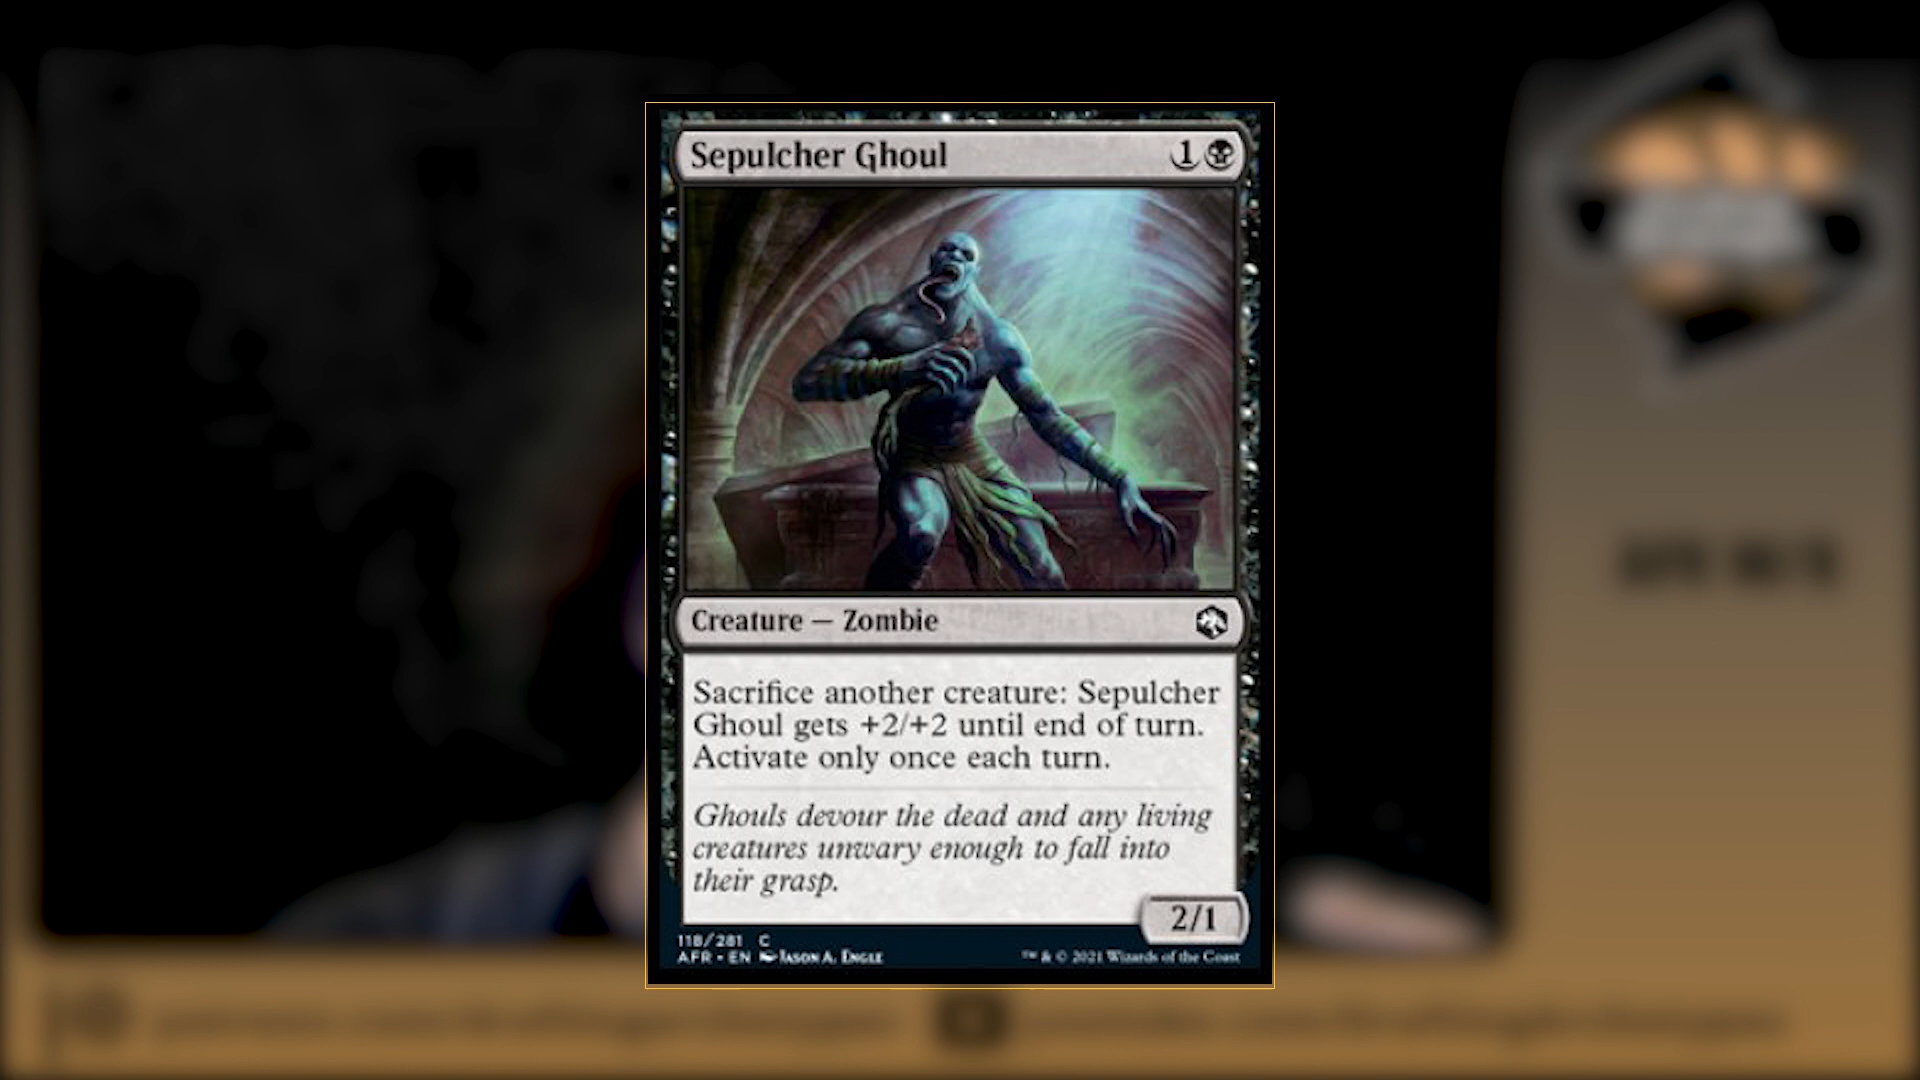 Sepulcher Ghoul 1
Creature — Zombie
Sacrifice another creature: Sepulcher
Ghoul gets +2/+2 until end of turn.
Activate only once each turn.
Ghouls devour the dead and any living
creatures unwary enough to fall into
their grasp.
2/1
118/281 C
AFR • EN Jason A. Engle
™ & © 2021 Wizards of the Coast